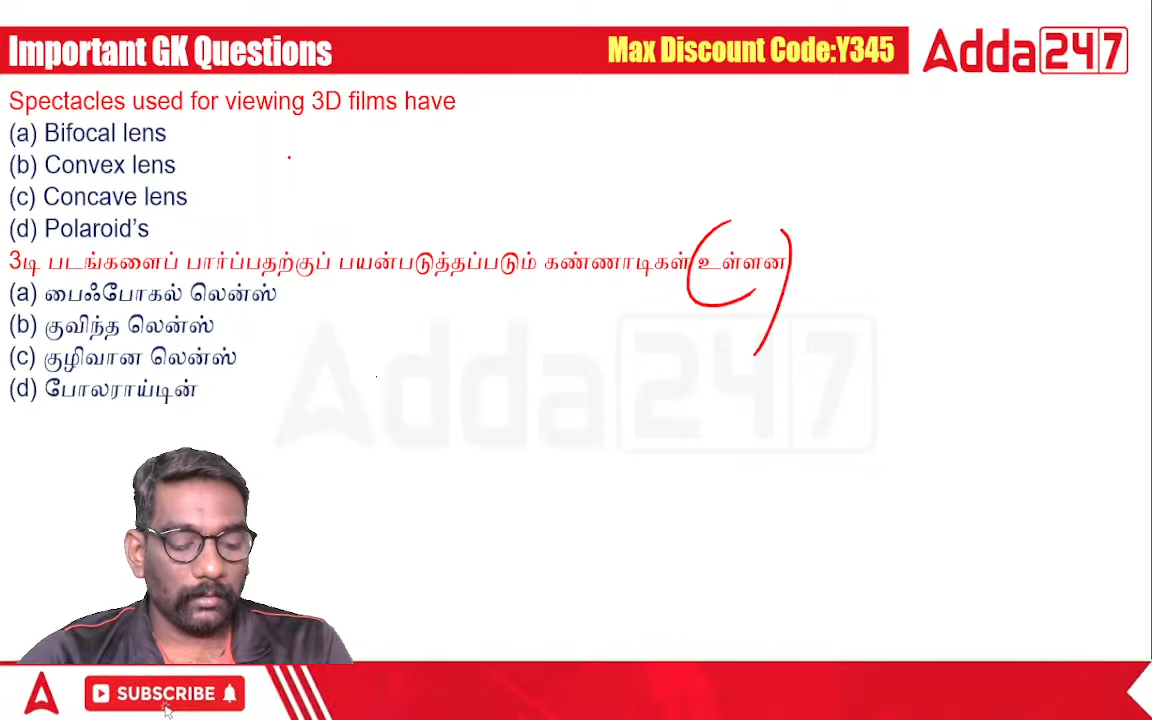 Important GK Questions
Max Discount Code:Y345
Adda247
Spectacles used for viewing 3D films have
(a) Bifocal lens
(b) Convex lens
(c) Concave lens
(d) Polaroid’s
3டி படங்களைப் பார்ப்பதற்குப் பயன்படுத்தப்படும் கண்ணாடிகள் உள்ளன
(a) பைஃபோகல் லென்ஸ்
(b) குவிந்த லென்ஸ்
(c) குழிவான லென்ஸ்
(d) போலராய்டின்
Adda247
SUBSCRIBE